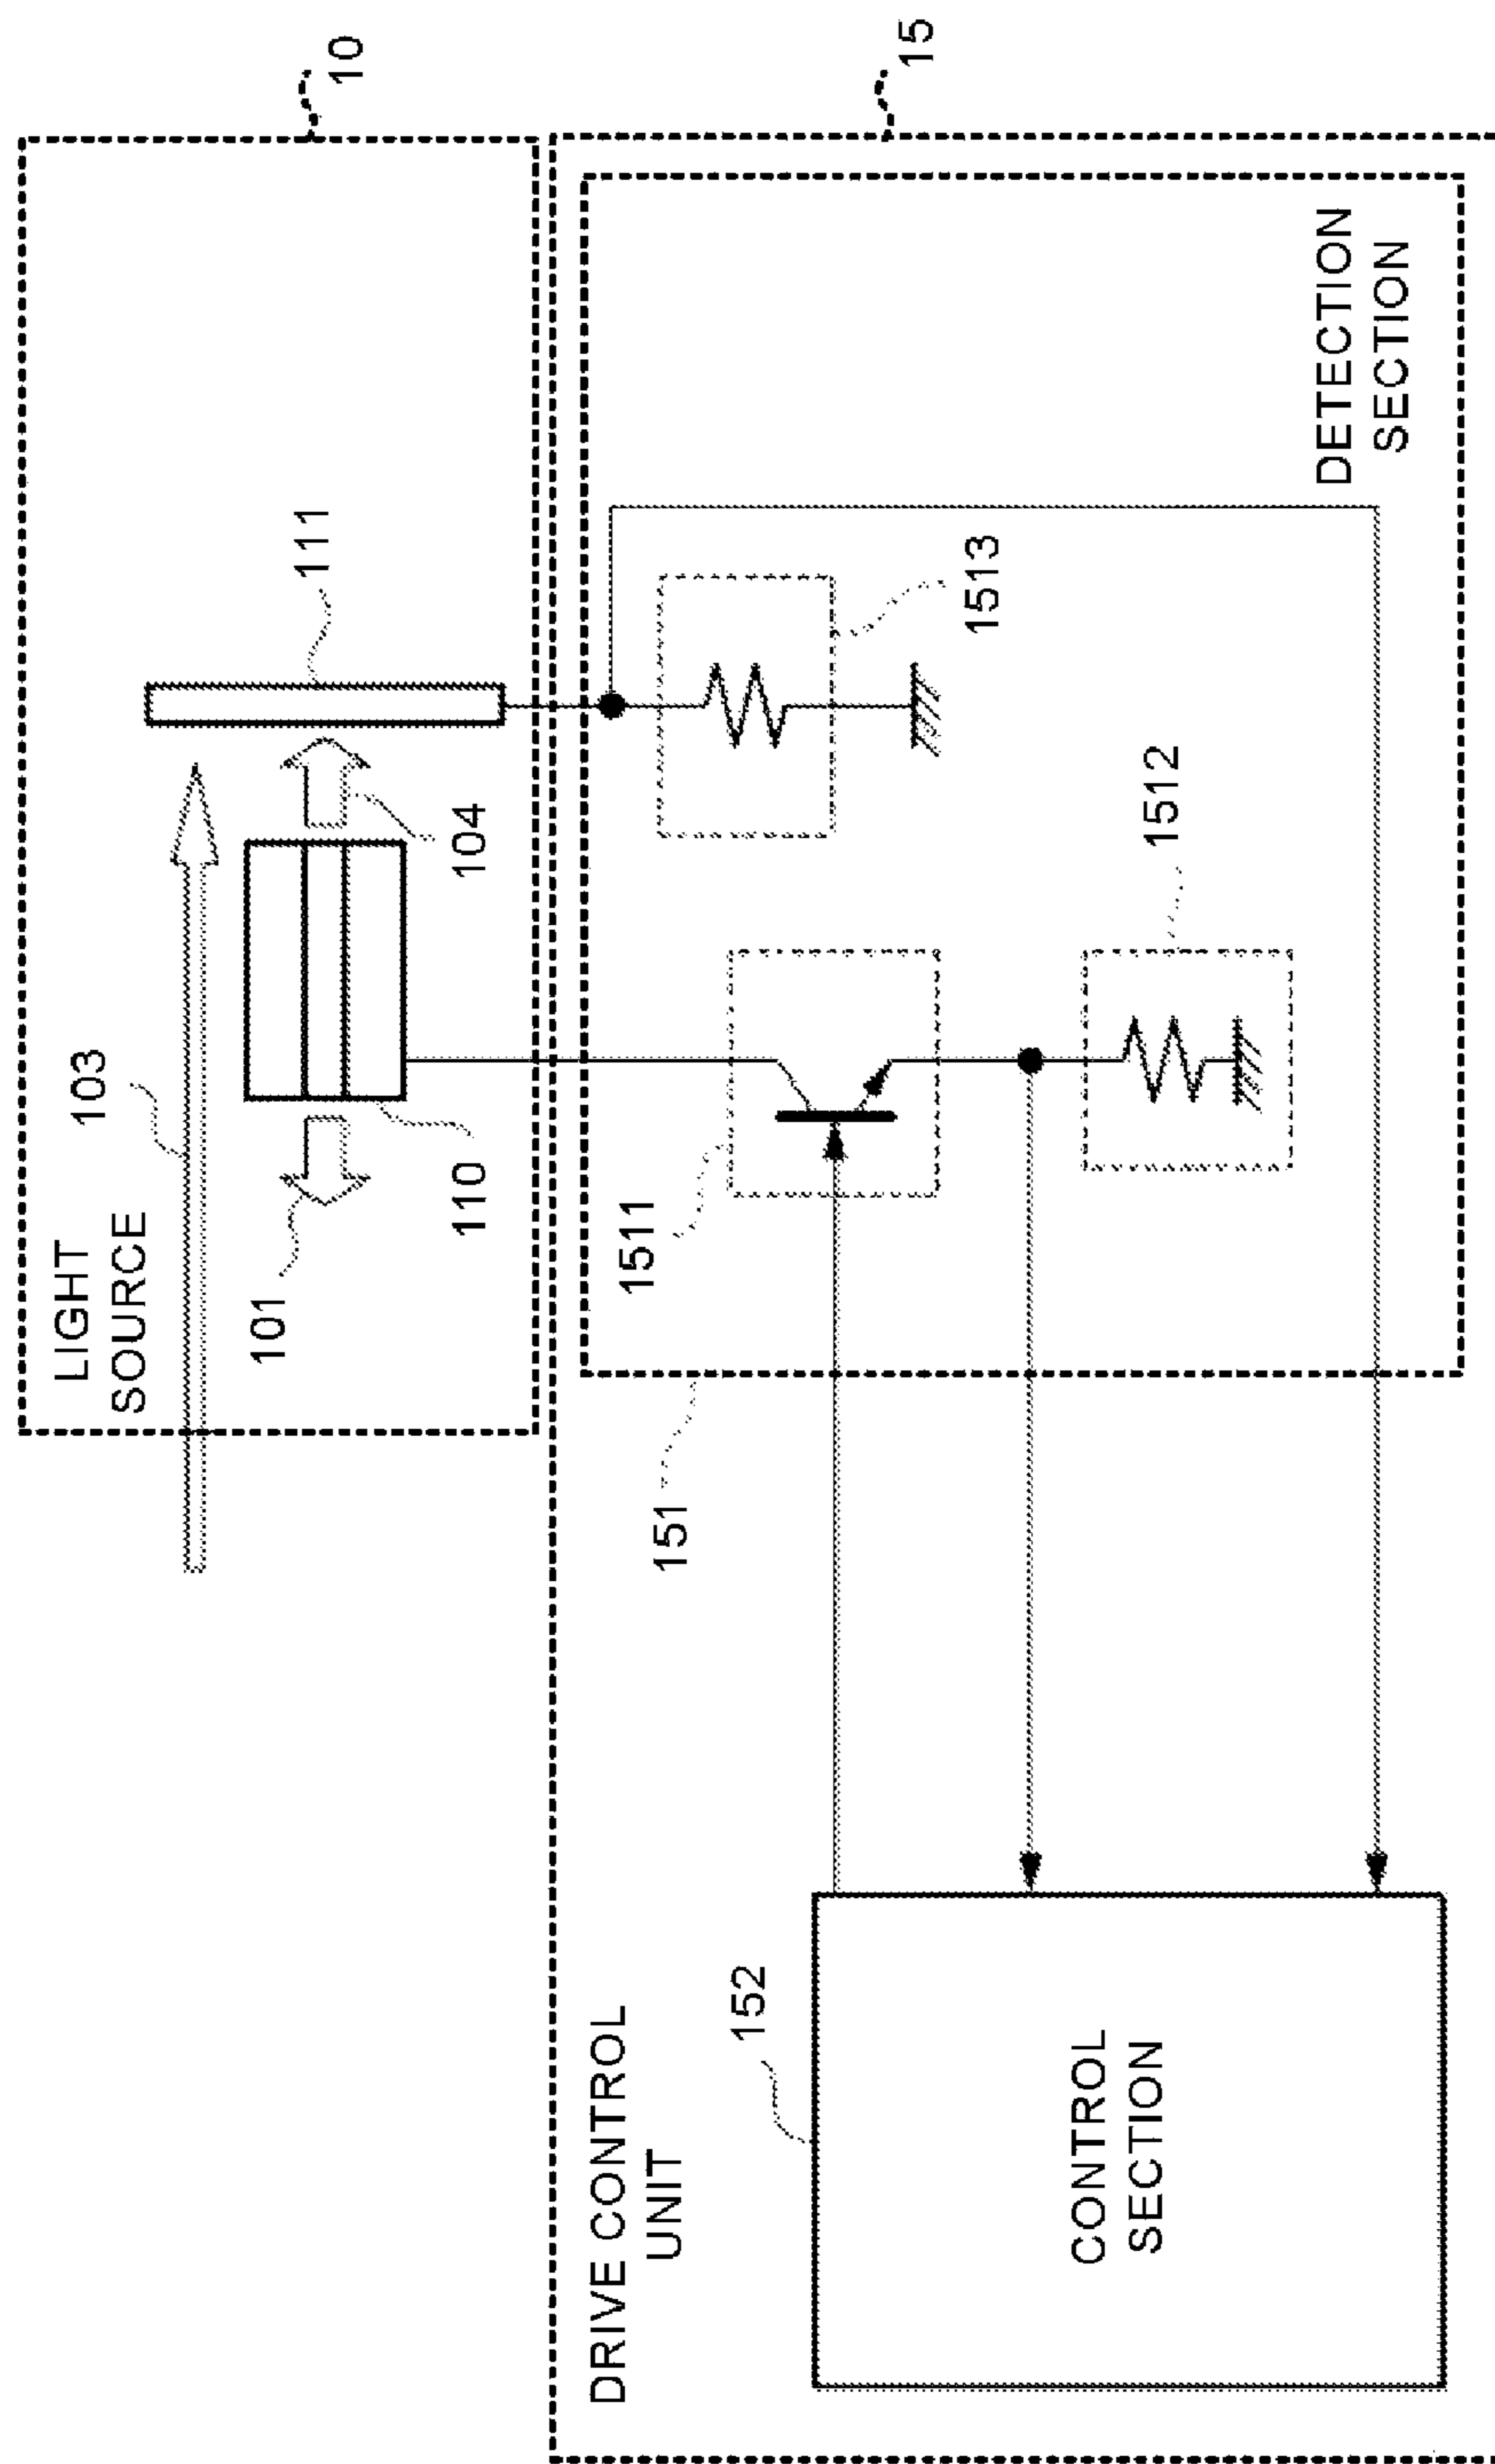 LIGHT
SOURCE
10
103
101
110
104
111
DRIVE CONTROL
UNIT
15
151
DETECTION
SECTION
1511
1512
1513
152
CONTROL
SECTION